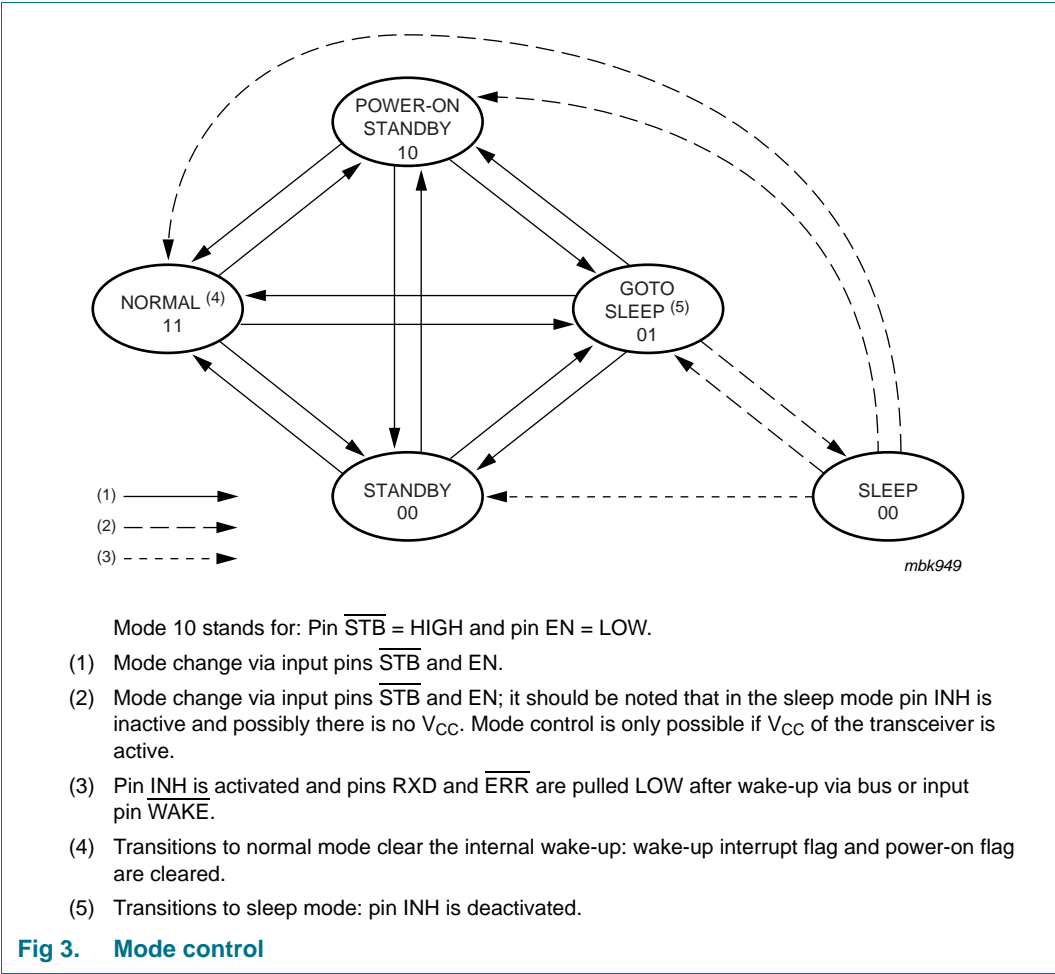 POWER-ON
STANDBY
10
NORMAL (4)
11
GOTO
SLEEP (5)
01
STANDBY
00
SLEEP
00
(1)
(2)
(3)
mbk949
Mode 10 stands for: Pin STB = HIGH and pin EN = LOW.
(1) Mode change via input pins STB and EN.
(2) Mode change via input pins STB and EN; it should be noted that in the sleep mode pin INH is
inactive and possibly there is no VCC. Mode control is only possible if VCC of the transceiver is
active.
(3) Pin INH is activated and pins RXD and ERR are pulled LOW after wake-up via bus or input
pin WAKE.
(4) Transitions to normal mode clear the internal wake-up: wake-up interrupt flag and power-on flag
are cleared.
(5) Transitions to sleep mode: pin INH is deactivated.
Fig 3. Mode control